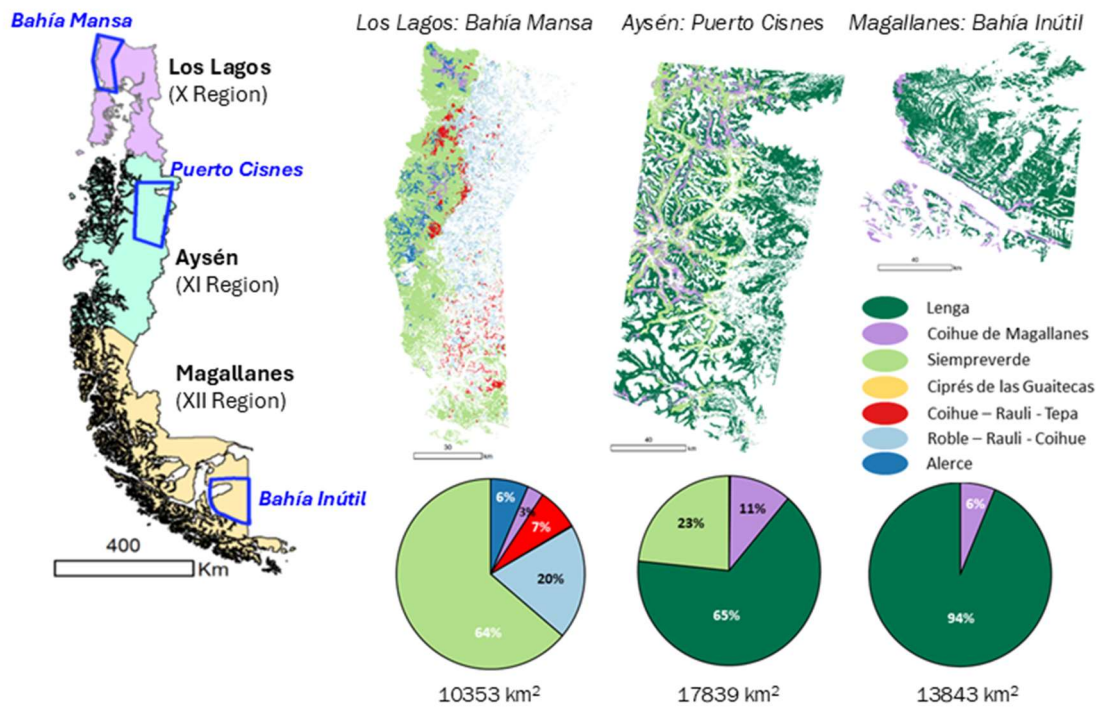 Bahía Mansa
Los Lagos
(X Region)
Puerto Cisnes
Aysén
(XI Region)
Magallanes
(XII Region)
Bahía Inútil
400
Km
Los Lagos: Bahía Mansa
Aysén: Puerto Cisnes
Magallanes: Bahía Inútil
30
km
40
km
40
km
Lenga
Coihue de Magallanes
Siempreverde
Ciprés de las Guaitecas
Coihue – Rauli - Tepa
Roble – Rauli - Coihue
Alerce
6%
3%
7%
20%
64%
11%
23%
65%
6%
94%
10353 km²
17839 km²
13843 km²